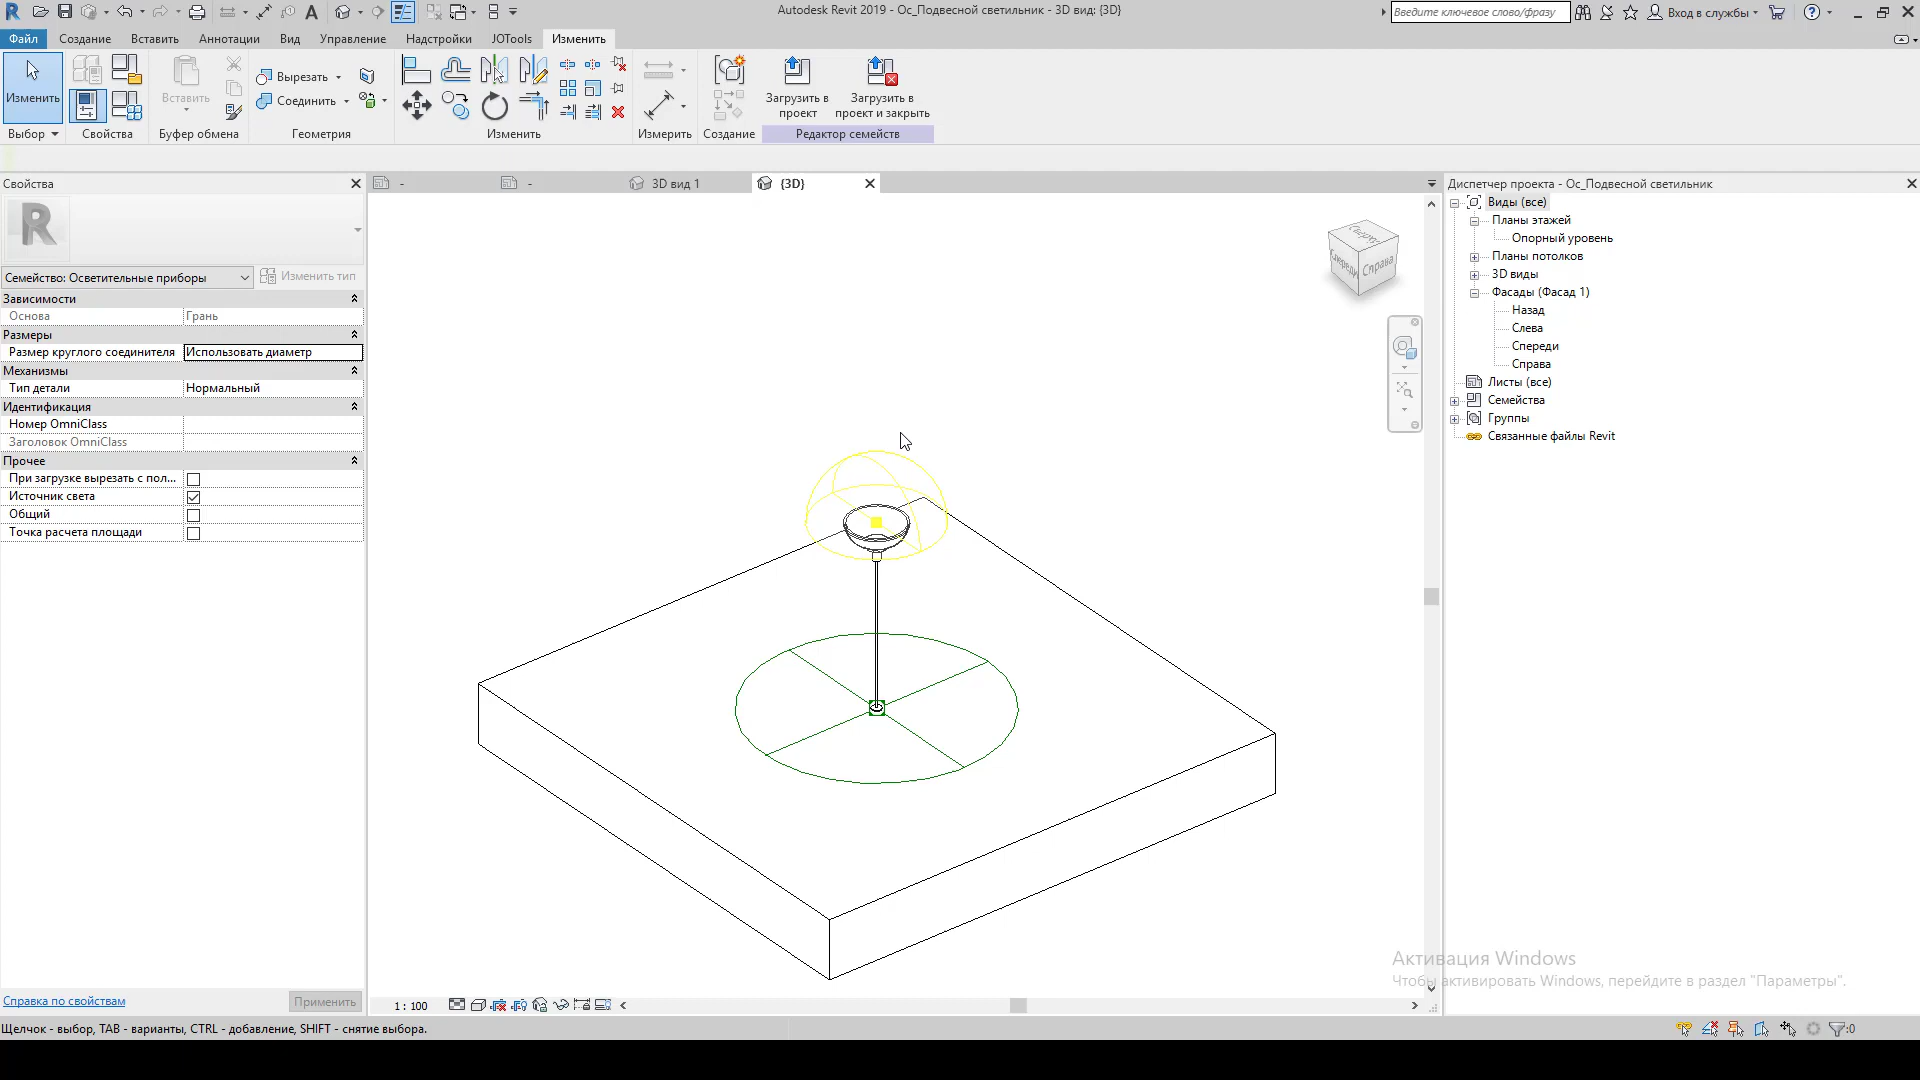 Autodesk Revit 2019 - Ос_Подвесной светильник - 3D вид: {3D}
Введите ключевое слово/фразу
Вход в службы
Файл
Создание
Вставить
Аннотации
Вид
Управление
Надстройки
JOTools
Изменить
Изменить
Вставить
Вырезать
Соединить
Загрузить в проект
Загрузить в проект и закрыть
Выбор
Свойства
Буфер обмена
Геометрия
Изменить
Измерить
Создание
Редактор семейств
Свойства
-
-
3D вид 1
{3D}
Диспетчер проекта - Ос_Подвесной светильник
R
Семейство: Осветительные приборы
Изменить тип
Зависимости
Основа
Грань
Размеры
Размер круглого соединителя
Использовать диаметр
Механизмы
Тип детали
Нормальный
Идентификация
Номер OmniClass
Заголовок OmniClass
Прочее
При загрузке вырезать с пол...
Источник света
Общий
Точка расчета площади
Сверху
Спереди
Справа
Виды (все)
Планы этажей
Опорный уровень
Планы потолков
3D виды
Фасады (Фасад 1)
Назад
Слева
Спереди
Справа
Листы (все)
Семейства
Группы
Связанные файлы Revit
Активация Windows
Чтобы активировать Windows, перейдите в раздел "Параметры".
Справка по свойствам
Применить
1 : 100
Щелчок - выбор, TAB - варианты, CTRL - добавление, SHIFT - снятие выбора.
:0